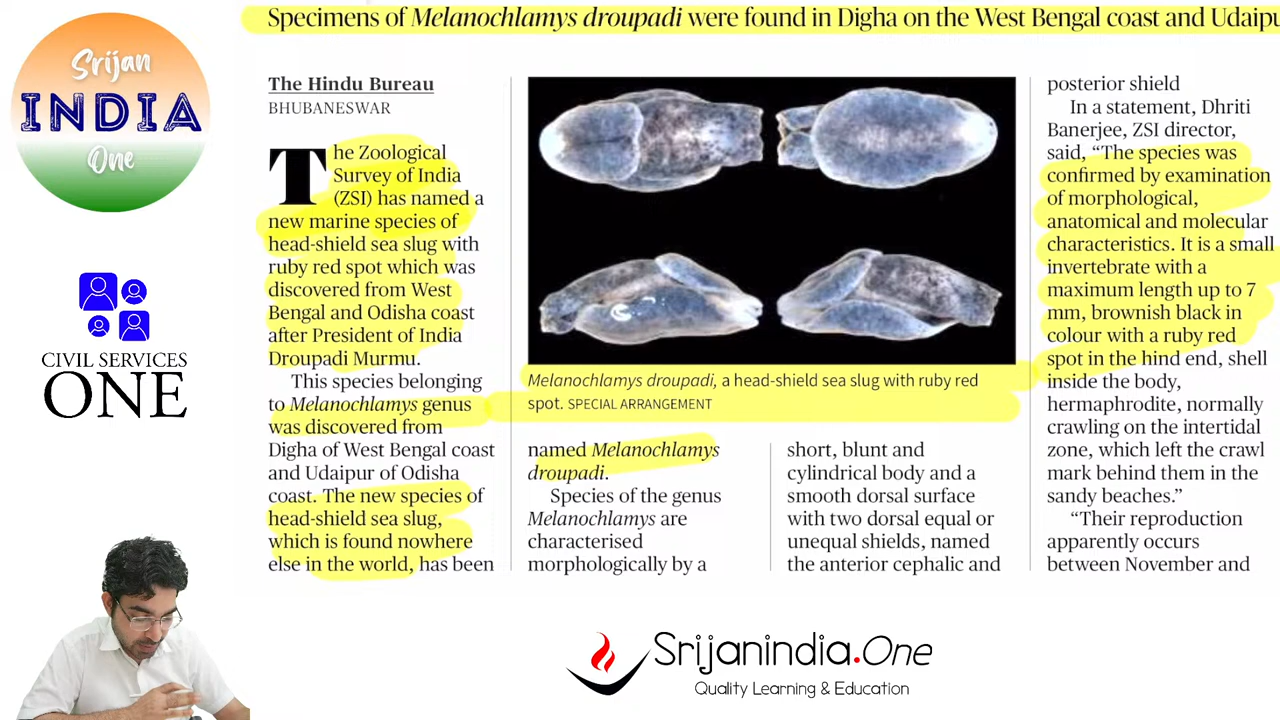 Srijan
INDIA
One
CIVIL SERVICES
ONE
Specimens of Melanochlamys droupadi were found in Digha on the West Bengal coast and
The Hindu Bureau
BHUBANESWAR
The Zoological
Survey of India
(ZSI) has named a
new marine species of
head-shield sea slug with
ruby red spot which was
discovered from West
Bengal and Odisha coast
after President of India
Droupadi Murmu.
This species belonging
to Melanochlamys genus
was discovered from
Digha of West Bengal coast
and Udaipur of Odisha
coast. The new species of
head-shield sea slug,
which is found nowhere
else in the world, has been
Melanochlamys droupadi, a head-shield sea slug with ruby red
spot. SPECIAL ARRANGEMENT
named Melanochlamys
droupadi.
Species of the genus
Melanochlamys are
characterised
morphologically by a
short, blunt and
cylindrical body and a
smooth dorsal surface
with two dorsal equal or
unequal shields, named
the anterior cephalic and
posterior shield
In a statement, Dhriti
Banerjee, ZSI director,
said, “The species was
confirmed by examination
of morphological,
anatomical and molecular
characteristics. It is a small
invertebrate with a
maximum length up to 7
mm, brownish black in
colour with a ruby red
spot in the hind end, shell
inside the body,
hermaphrodite, normally
crawling on the intertidal
zone, which left the crawl
mark behind them in the
sandy beaches.”
“Their reproduction
apparently occurs
between November and
Srijanindia.One
Quality Learning & Education